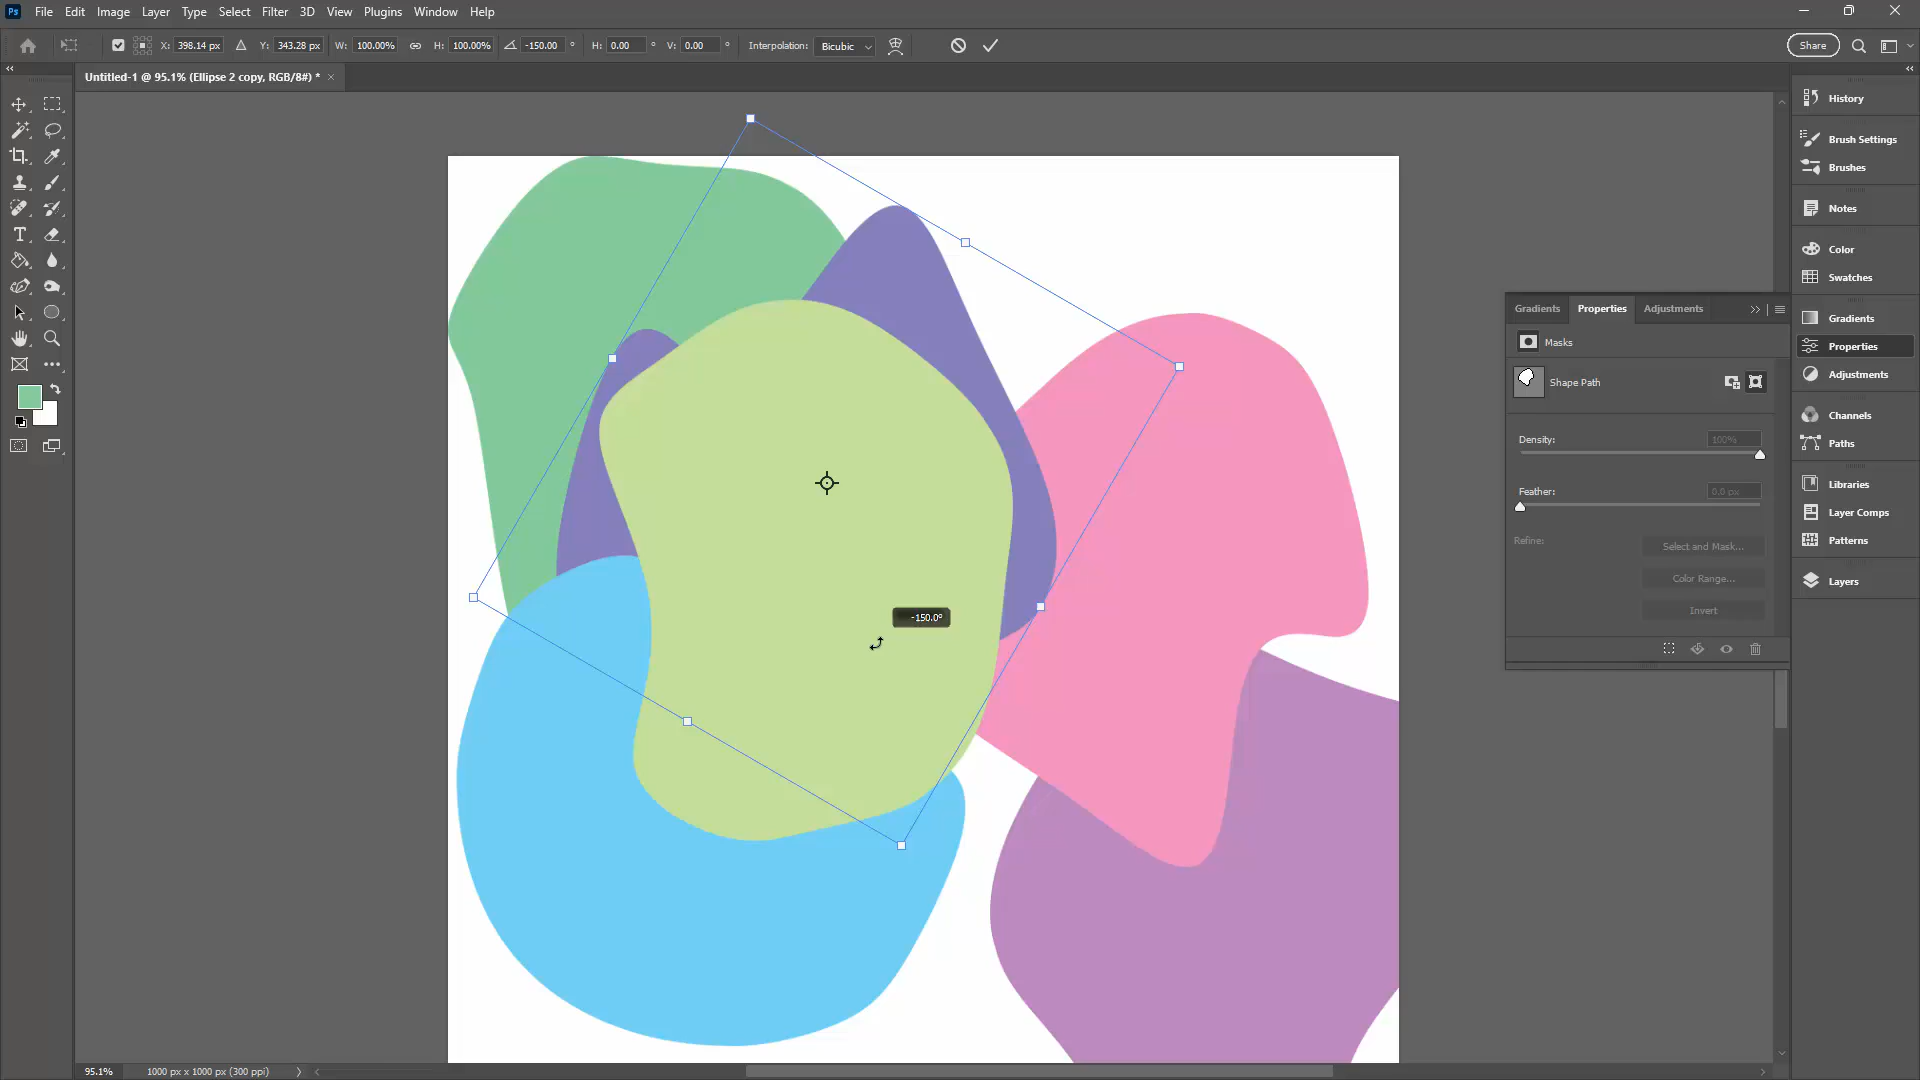 Ps File Edit Image Layer Type Select Filter 3D View Plugins Window Help
X: 398.14 px Y: 343.28 px W: 100.00% H: 100.00% -150.00 ° H: 0.00 ° V: 0.00 ° Interpolation: Bicubic Share
Untitled-1 @ 95.1% (Ellipse 2 copy, RGB/8#) * ×
History
Brush Settings
Brushes
Notes
Color
Swatches
Gradients Properties Adjustments
Gradients
Masks
Properties
Shape Path
Adjustments
Channels
Density: 100%
Paths
Feather: 0.0 px
Libraries
Layer Comps
Refine: Select and Mask...
Patterns
Color Range...
Layers
Invert
-150.0°
95.1% 1000 px x 1000 px (300 ppi)